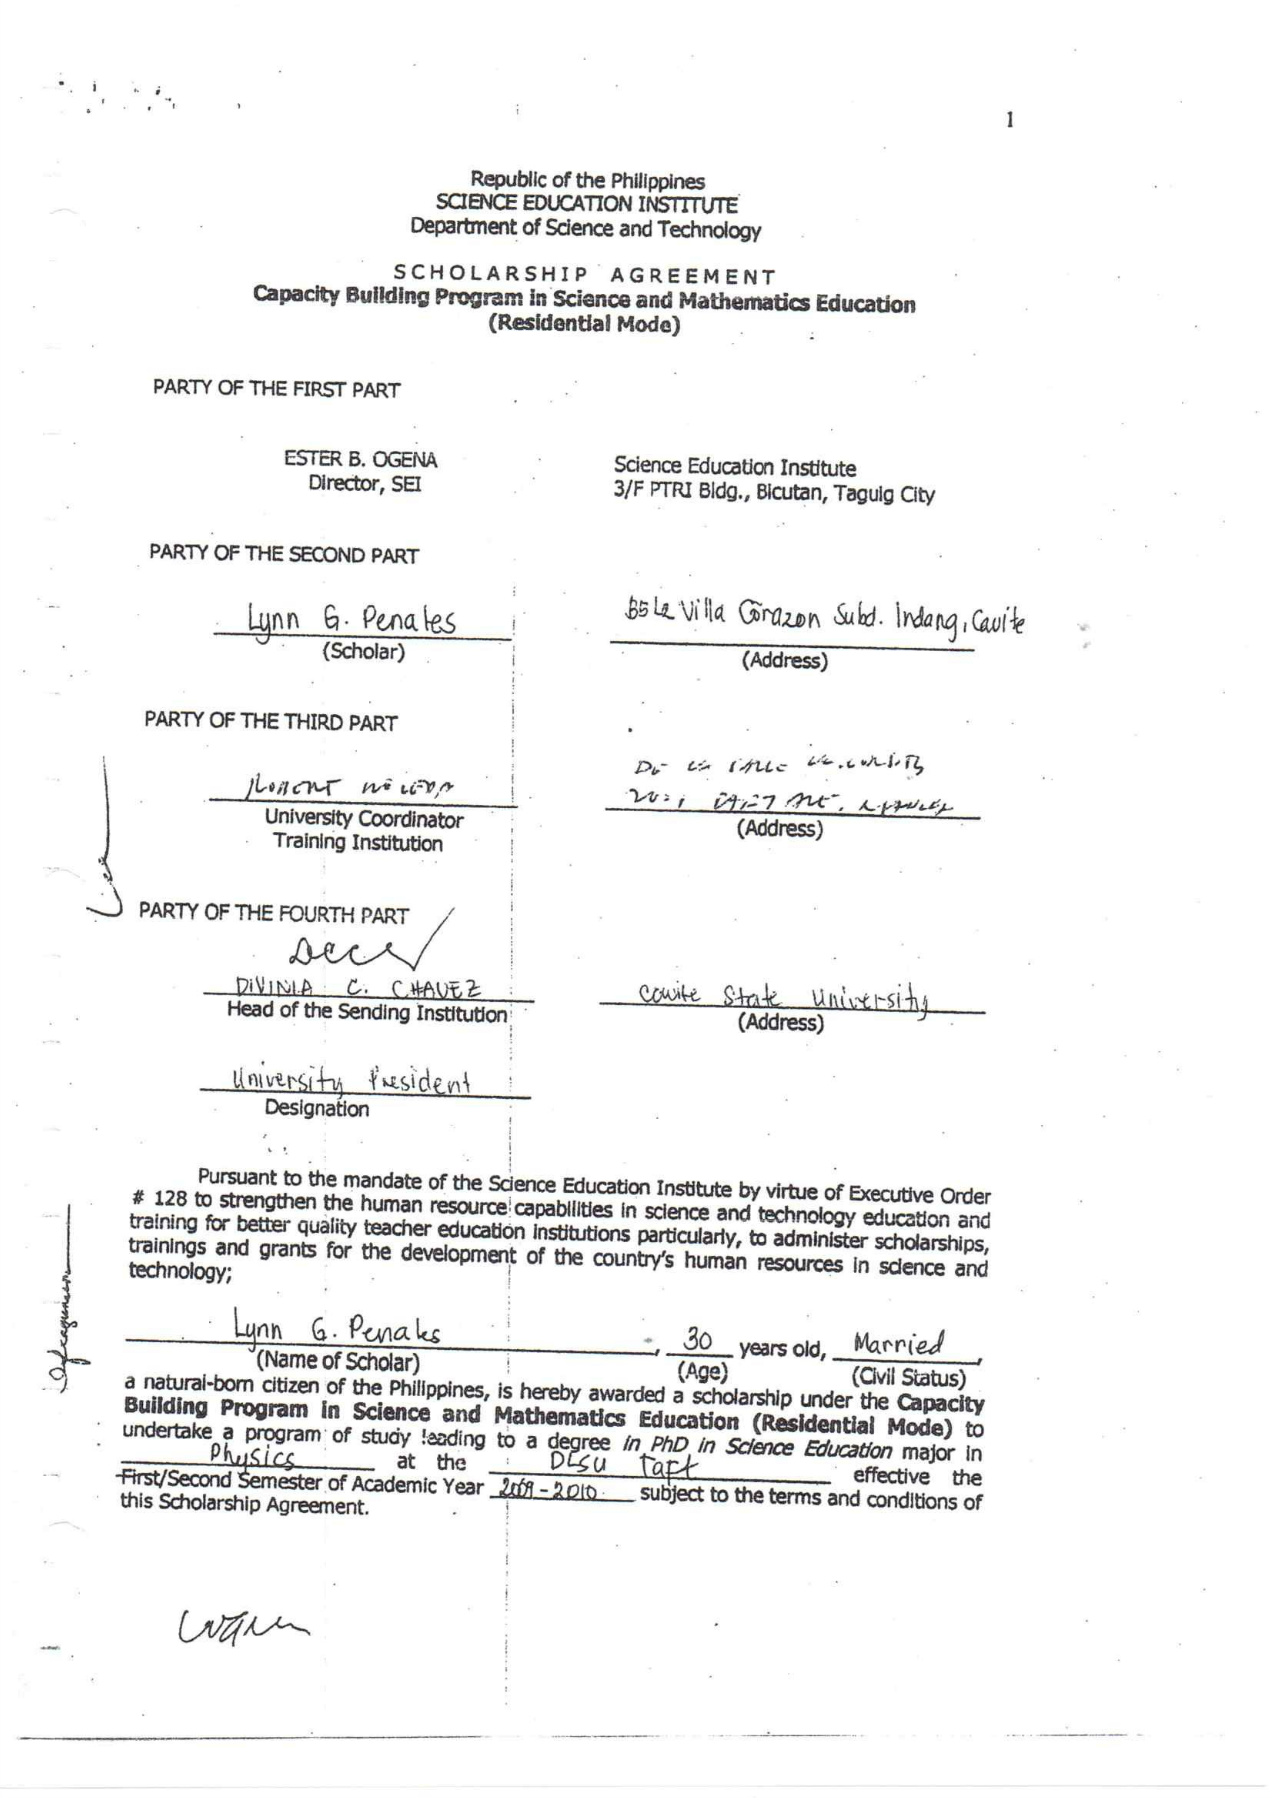 1
Republic of the Philippines
SCIENCE EDUCATION INSTITUTE
Department of Science and Technology
SCHOLARSHIP AGREEMENT
Capacity Building Program in Science and Mathematics Education
(Residential Mode)
PARTY OF THE FIRST PART
ESTER B. OGENA
Director, SEI
Science Education Institute
3/F PTRI Bldg., Bicutan, Taguig City
PARTY OF THE SECOND PART
Lynn G. Penales
(Scholar)
B5 L2 Villa Corazon Subd. Indang, Cavite
(Address)
PARTY OF THE THIRD PART
University Coordinator
Training Institution
(Address)
PARTY OF THE FOURTH PART
DIVINIA C. CHAVEZ
Head of the Sending Institution
Cavite State University
(Address)
University President
Designation
Pursuant to the mandate of the Science Education Institute by virtue of Executive Order
# 128 to strengthen the human resource capabilities in science and technology education and
training for better quality teacher education institutions particularly, to administer scholarships,
trainings and grants for the development of the country's human resources in science and
technology;
Lynn G. Penales, 30 years old, Married,
(Name of Scholar) (Age) (Civil Status)
a natural-born citizen of the Philippines, is hereby awarded a scholarship under the Capacity
Building Program in Science and Mathematics Education (Residential Mode) to
undertake a program of study leading to a degree in PhD in Science Education major in
Physics at the DLSU Taft effective the
First/Second Semester of Academic Year 2009-2010 subject to the terms and conditions of
this Scholarship Agreement.